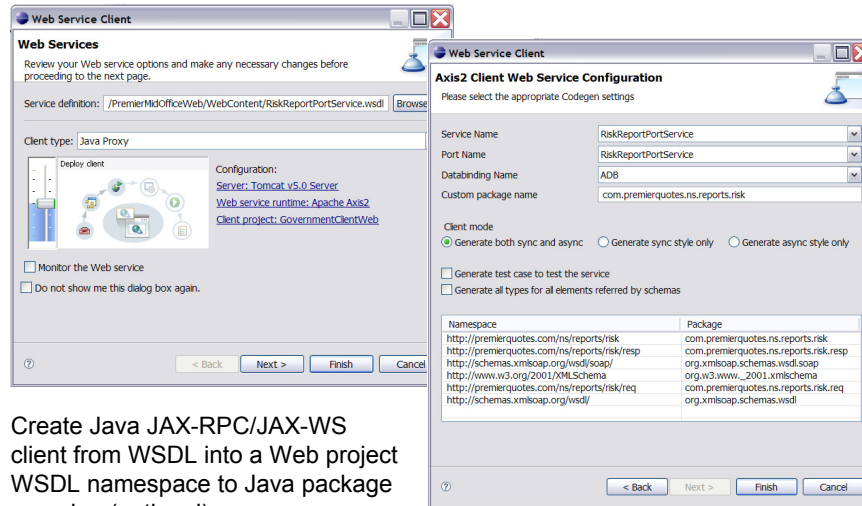 Web Service Client
Web Services
Review your Web service options and make any necessary changes before
proceeding to the next page.
Service definition: /PremierMidOfficeWeb/WebContent/RiskReportPortService.wsdl Browse
Client type: Java Proxy
Deploy client
Configuration:
Server: Tomcat v5.0 Server
Web service runtime: Apache Axis2
Client project: GovernmentClientWeb
Monitor the Web service
Do not show me this dialog box again.
< Back Next > Finish Cancel
Web Service Client
Axis2 Client Web Service Configuration
Please select the appropriate Codegen settings
Service Name RiskReportPortService
Port Name RiskReportPortService
Databinding Name ADB
Custom package name com.premierquotes.ns.reports.risk
Client mode
Generate both sync and async Generate sync style only Generate async style only
Generate test case to test the service
Generate all types for all elements referred by schemas
Namespace Package
http://premierquotes.com/ns/reports/risk com.premierquotes.ns.reports.risk
http://premierquotes.com/ns/reports/risk/resp com.premierquotes.ns.reports.risk.resp
http://schemas.xmlsoap.org/wsdl/soap/ org.xmlsoap.schemas.wsdl.soap
http://www.w3.org/2001/XMLSchema org.w3.www._2001.xmlschema
http://premierquotes.com/ns/reports/risk/req com.premierquotes.ns.reports.risk.req
http://schemas.xmlsoap.org/wsdl/ org.xmlsoap.schemas.wsdl
< Back Next > Finish Cancel
Create Java JAX-RPC/JAX-WS
client from WSDL into a Web project
WSDL namespace to Java package